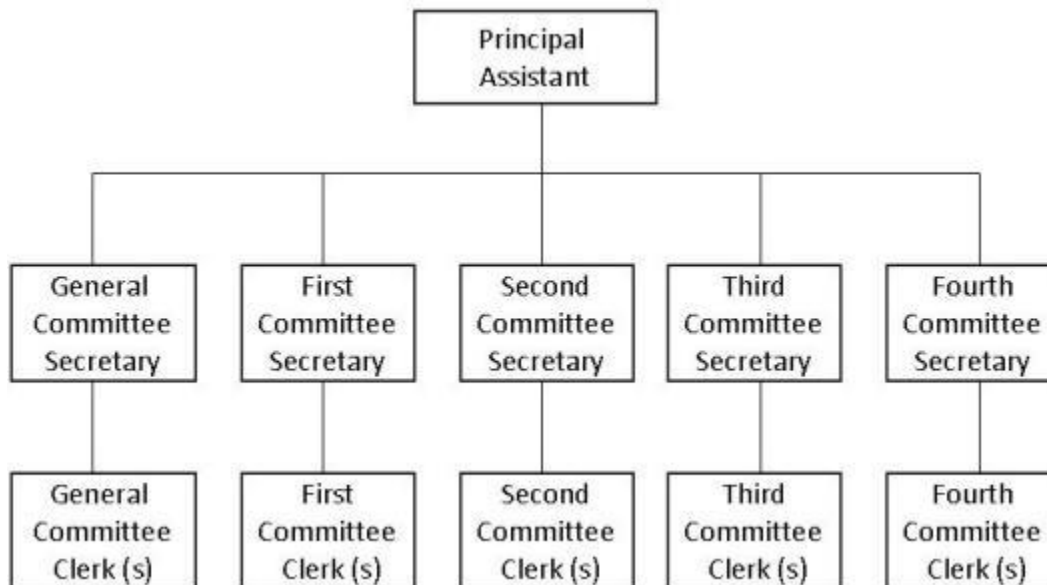 Principal
Assistant
General
Committee
Secretary
First
Committee
Secretary
Second
Committee
Secretary
Third
Committee
Secretary
Fourth
Committee
Secretary
General
Committee
Clerk (s)
First
Committee
Clerk (s)
Second
Committee
Clerk (s)
Third
Committee
Clerk (s)
Fourth
Committee
Clerk (s)